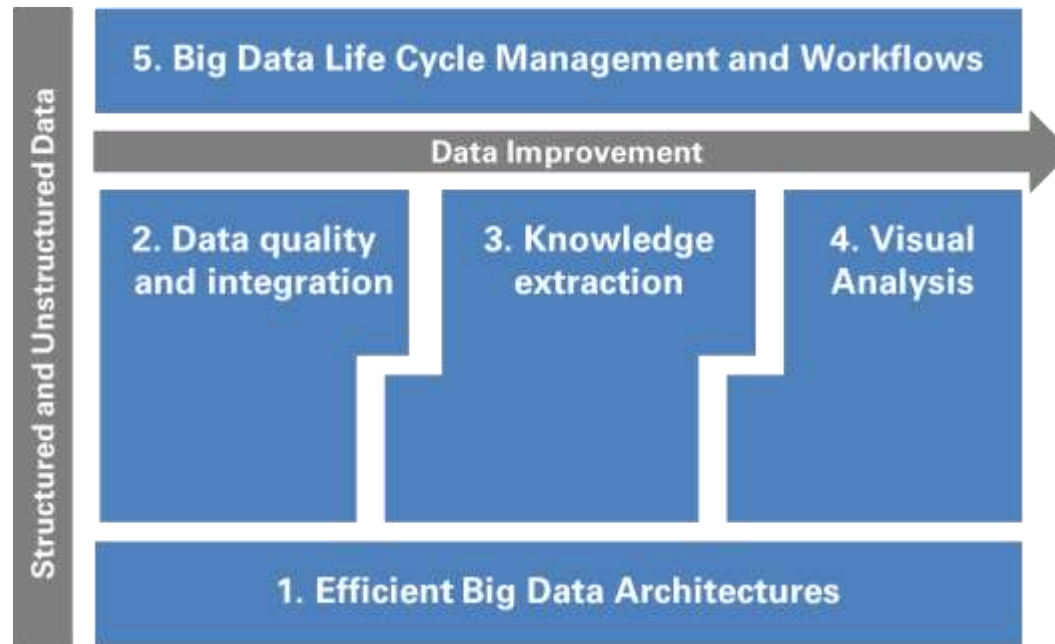 5. Big Data Life Cycle Management and Workflows
Structured and Unstructured Data
Data Improvement
2. Data quality
and integration
3. Knowledge
extraction
4. Visual
Analysis
1. Efficient Big Data Architectures